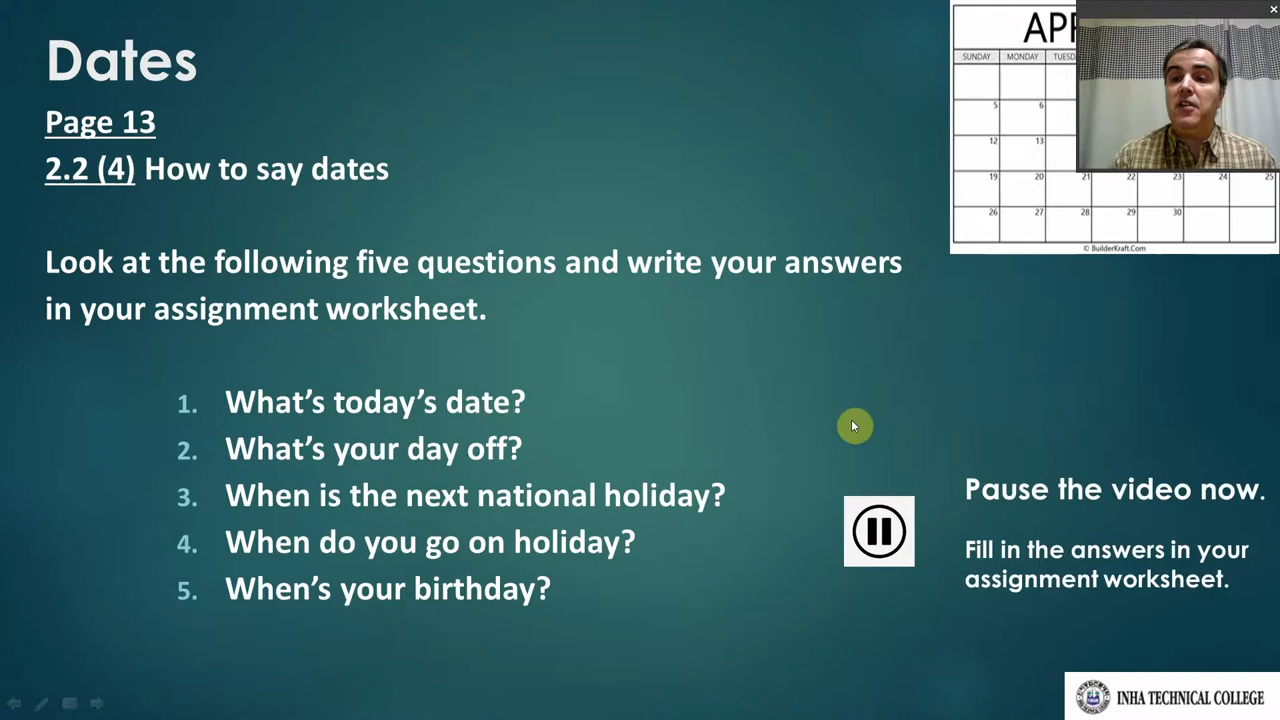 Dates
Page 13
2.2 (4) How to say dates
Look at the following five questions and write your answers
in your assignment worksheet.
1. What’s today’s date?
2. What’s your day off?
3. When is the next national holiday?
4. When do you go on holiday?
5. When’s your birthday?
Pause the video now.
Fill in the answers in your
assignment worksheet.
SUNDAY MONDAY
5 6
12 13
19 20 21 22 23 24 25
26 27 28 29 30
© BuilderKraft.Com
INHA TECHNICAL COLLEGE